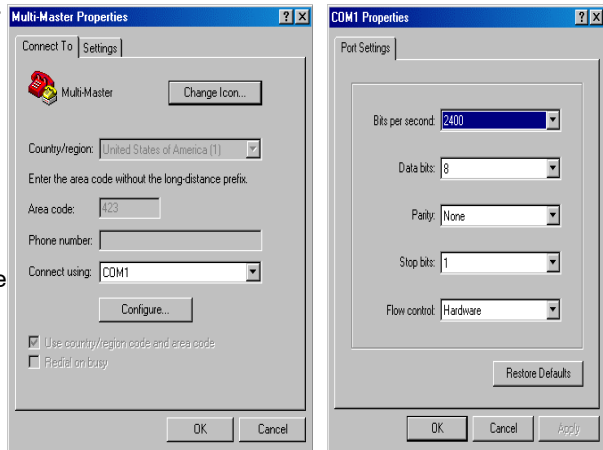 Multi-Master Properties
Connect To
Settings
Multi-Master
Change Icon...
Country/region:
United States of America (1)
Enter the area code without the long-distance prefix.
Area code:
423
Phone number:
Connect using:
COM1
Configure...
Use country/region code and area code
Redial on busy
OK
Cancel
COM1 Properties
Port Settings
Bits per second:
2400
Data bits:
8
Parity:
None
Stop bits:
1
Flow control:
Hardware
Restore Defaults
OK
Cancel
Apply